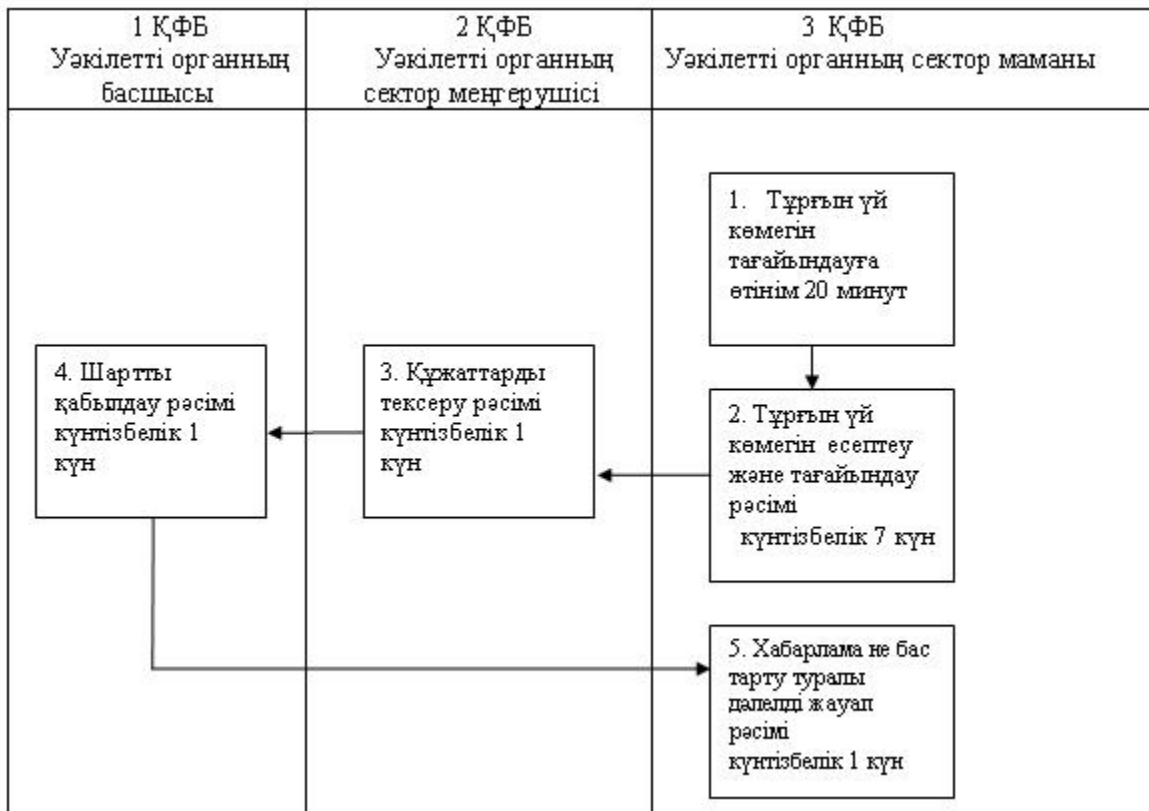 1 ҚФБ
Уәкілетті органның
басшысы
2 ҚФБ
Уәкілетті органның
сектор меңгерушісі
3 ҚФБ
Уәкілетті органның сектор маманы
1. Тұрғын үй
көмегін
тағайындауға
өтінім 20 минут
4. Шартты
қабылдау рәсімі
күнтізбелік 1
күн
3. Құжаттарды
тексеру рәсімі
күнтізбелік 1
күн
2. Тұрғын үй
көмегін есептеу
және тағайындау
рәсімі
күнтізбелік 7 күн
5. Хабарлама не бас
тарту туралы
дәлелді жауап
рәсімі
күнтізбелік 1 күн